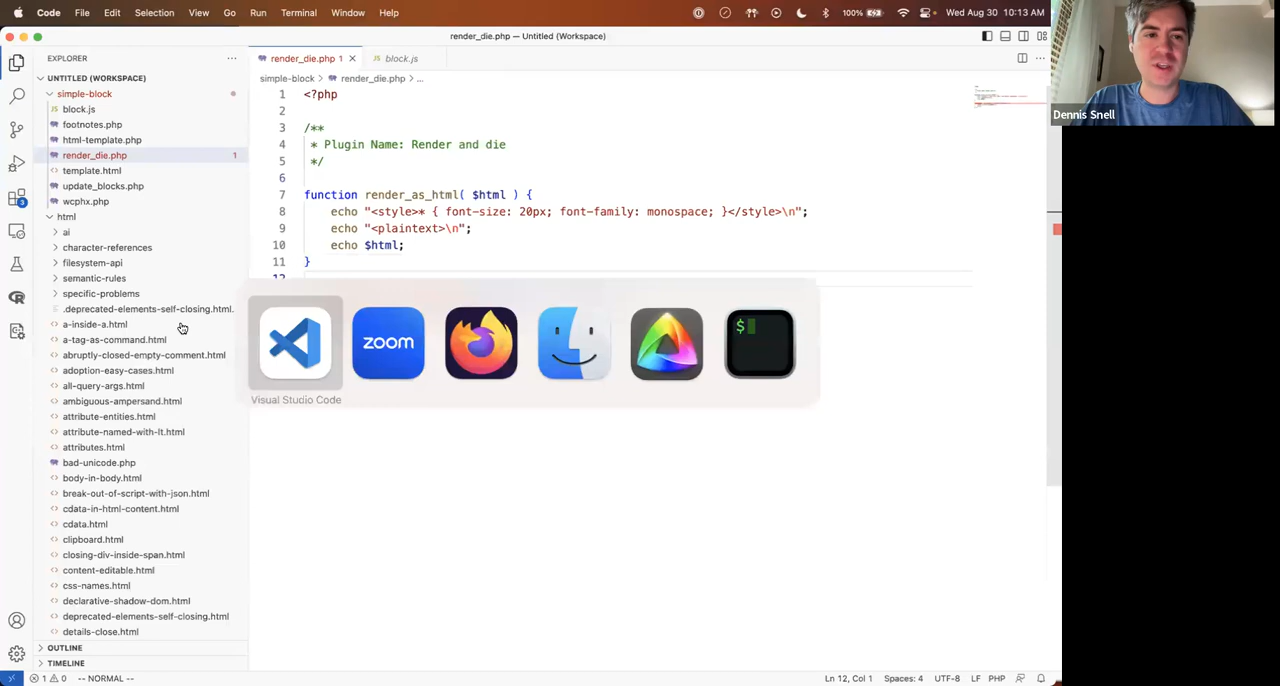 Code File Edit Selection View Go Run Terminal Window Help 100% Wed Aug 30 10:13 AM
render_die.php — Untitled (Workspace)
EXPLORER
render_die.php 1
block.js
UNTITLED (WORKSPACE)
simple-block > render_die.php > ...
simple-block
block.js
footnotes.php
html-template.php
render_die.php 1
template.html
update_blocks.php
wcphx.php
html
ai
character-references
filesystem-api
semantic-rules
specific-problems
.deprecated-elements-self-closing.html.
a-inside-a.html
a-tag-as-command.html
abruptly-closed-empty-comment.html
adoption-easy-cases.html
all-query-args.html
ambiguous-ampersand.html
attribute-entities.html
attribute-named-with-lt.html
attributes.html
bad-unicode.php
body-in-body.html
break-out-of-script-with-json.html
cdata-in-html-content.html
cdata.html
clipboard.html
closing-div-inside-span.html
content-editable.html
css-names.html
declarative-shadow-dom.html
deprecated-elements-self-closing.html
details-close.html
OUTLINE
TIMELINE
3
1 <?php
2
3 /**
4 * Plugin Name: Render and die
5 */
6
7 function render_as_html( $html ) {
8 echo "<style>* { font-size: 20px; font-family: monospace; }</style>\n";
9 echo "<plaintext>\n";
10 echo $html;
11 }
12
zoom
$
Visual Studio Code
1 0 -- NORMAL --
Ln 12, Col 1 Spaces: 4 UTF-8 LF PHP
Dennis Snell